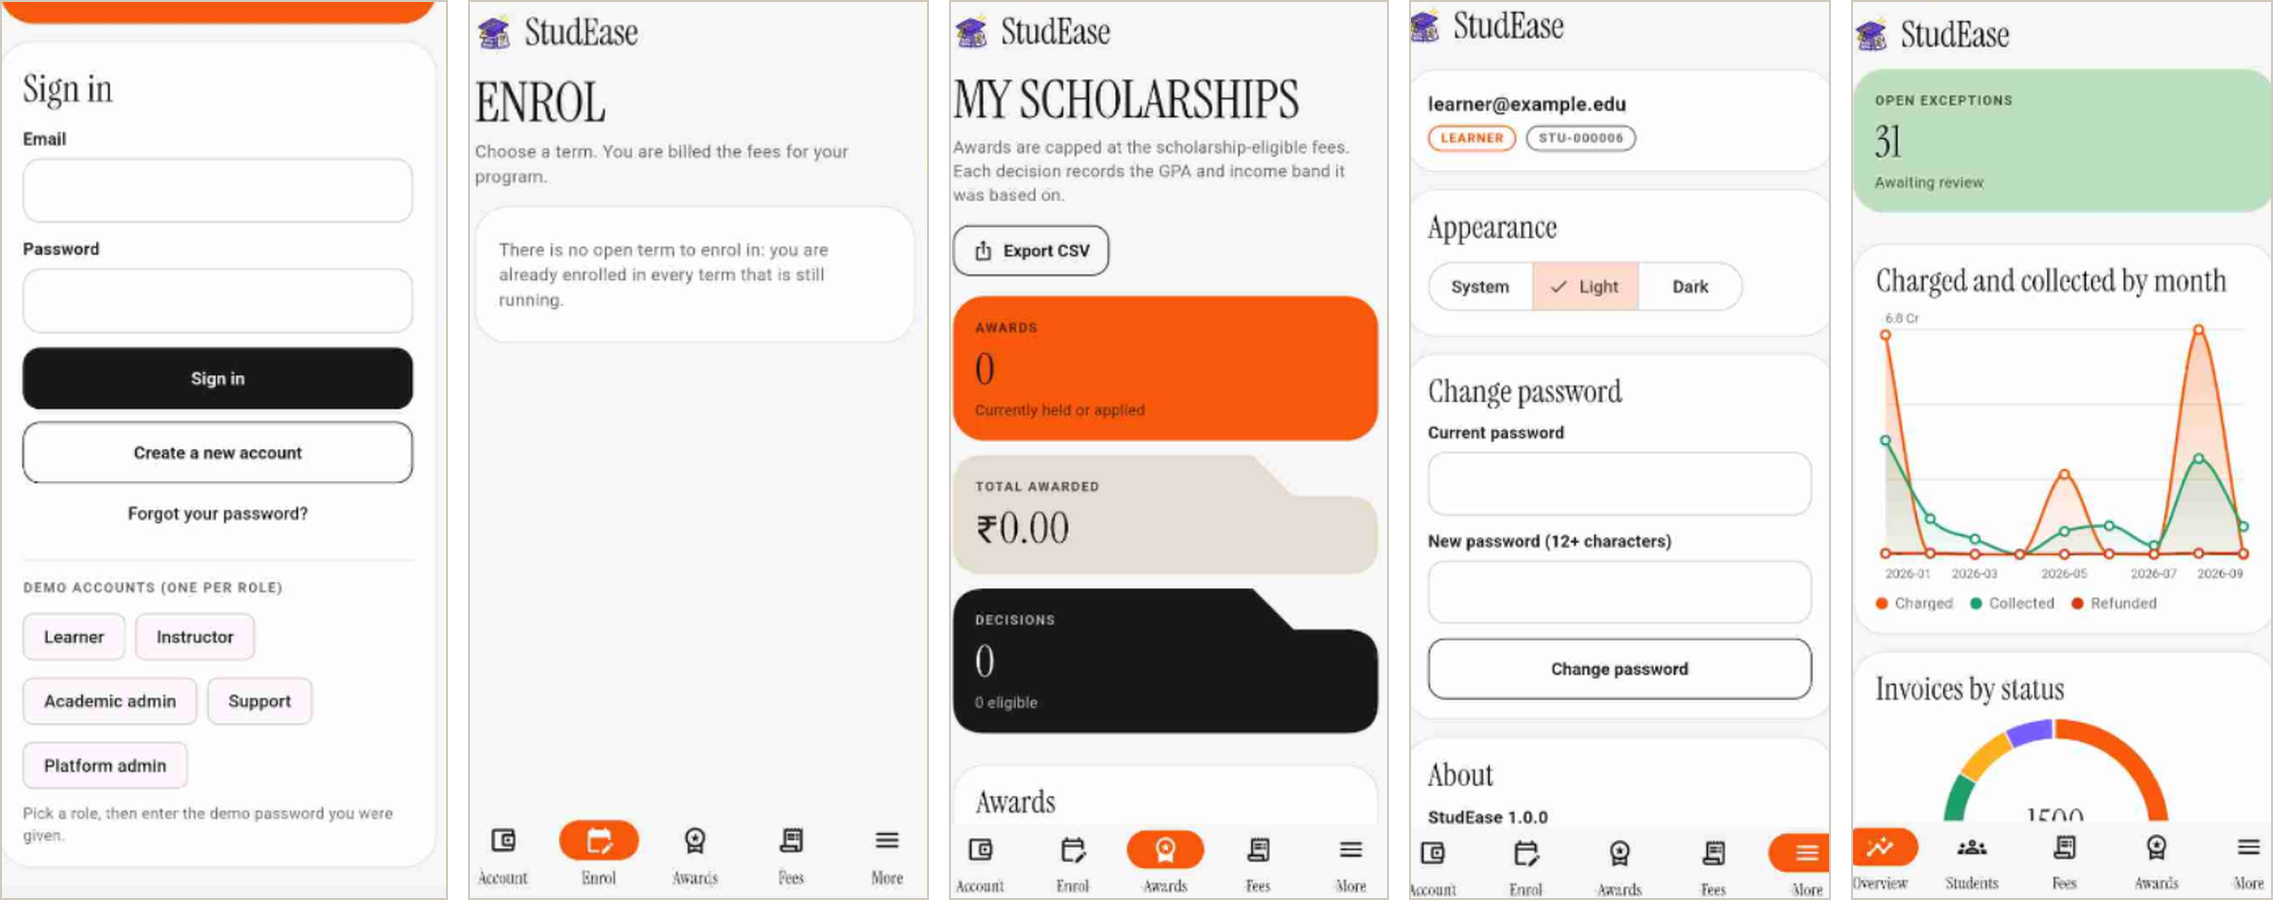 Sign in
Email
Password
Sign in
Create a new account
Forgot your password?
DEMO ACCOUNTS (ONE PER ROLE)
Learner
Instructor
Academic admin
Support
Platform admin
Pick a role, then enter the demo password you were
given.
StudEase
ENROL
Choose a term. You are billed the fees for your
program.
There is no open term to enrol in: you are
already enrolled in every term that is still
running.
Account
Enrol
Awards
Fees
More
StudEase
MY SCHOLARSHIPS
Awards are capped at the scholarship-eligible fees.
Each decision records the GPA and income band it
was based on.
Export CSV
AWARDS
0
Currently held or applied
TOTAL AWARDED
₹0.00
DECISIONS
0
0 eligible
Awards
Account
Enrol
Awards
Fees
More
StudEase
learner@example.edu
LEARNER
STU-000006
Appearance
System
Light
Dark
Change password
Current password
New password (12+ characters)
Change password
About
StudEase 1.0.0
Account
Enrol
Awards
Fees
More
StudEase
OPEN EXCEPTIONS
31
Awaiting review
Charged and collected by month
6.8 Cr
2026-01
2026-03
2026-05
2026-07
2026-09
Charged
Collected
Refunded
Invoices by status
1500
Overview
Students
Fees
Awards
More